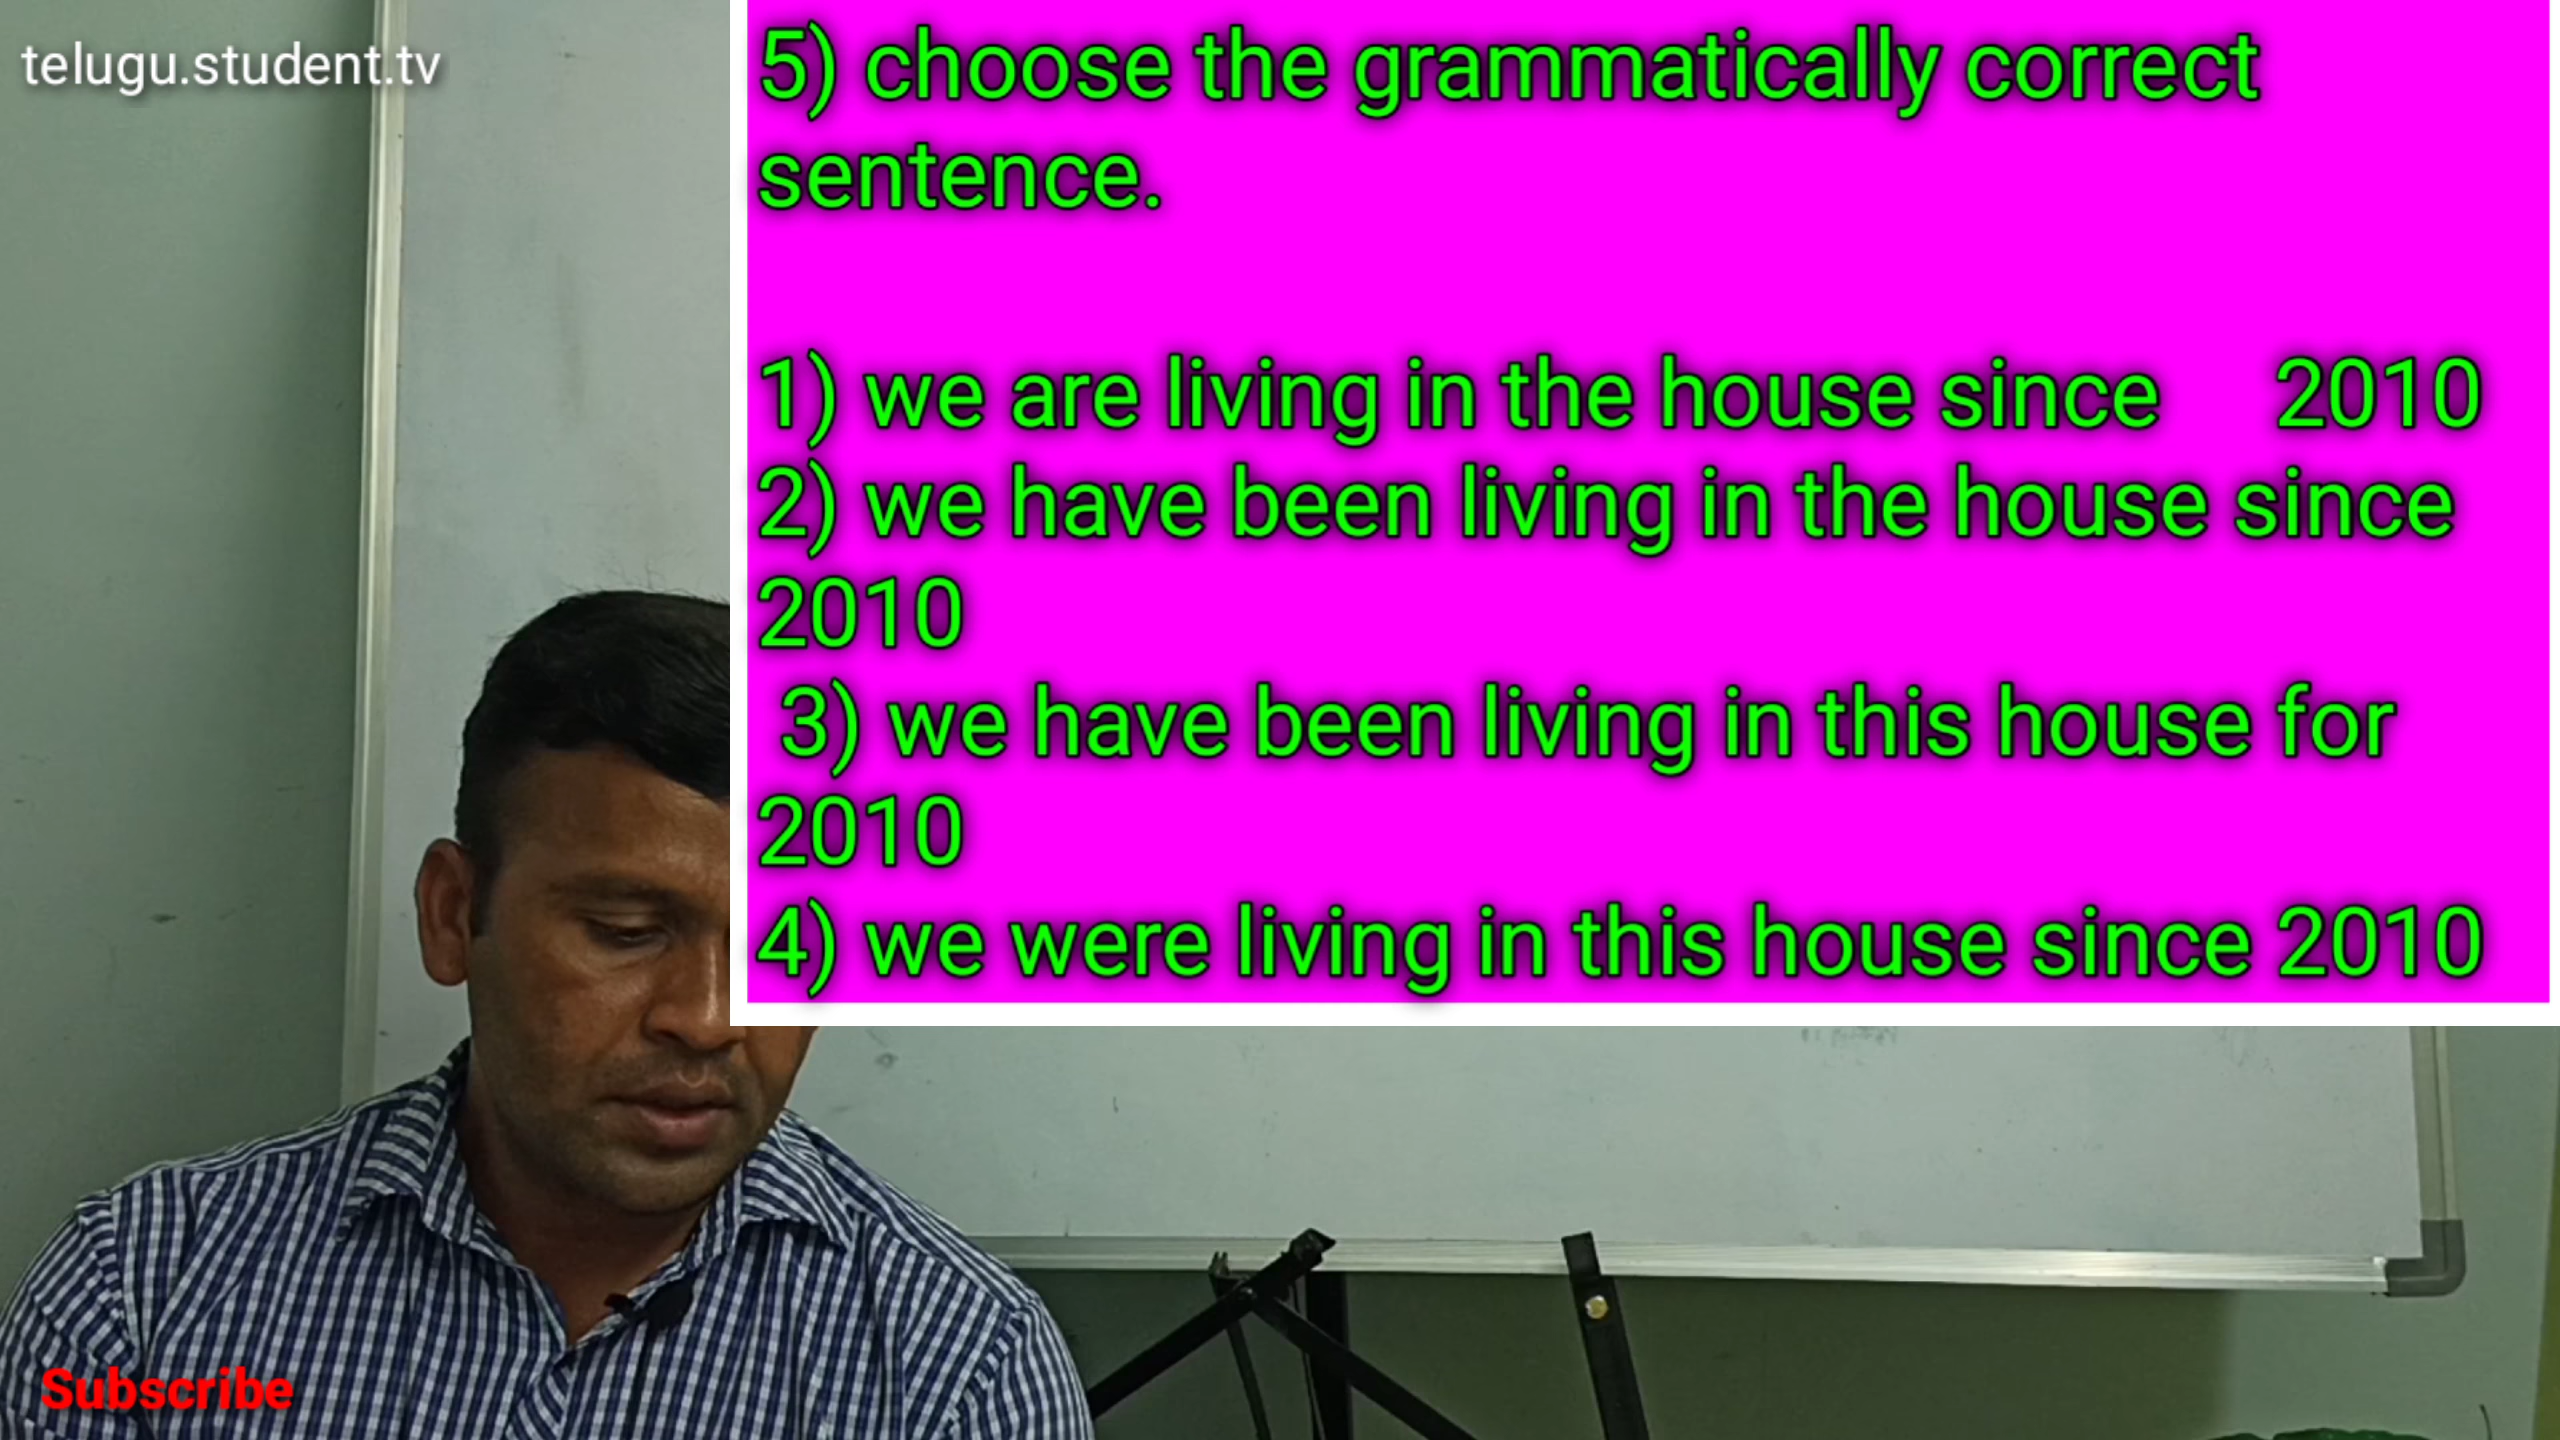 telugu.student.tv
5) choose the grammatically correct
sentence.
1) we are living in the house since 2010
2) we have been living in the house since
2010
3) we have been living in this house for
2010
4) we were living in this house since 2010
Subscribe